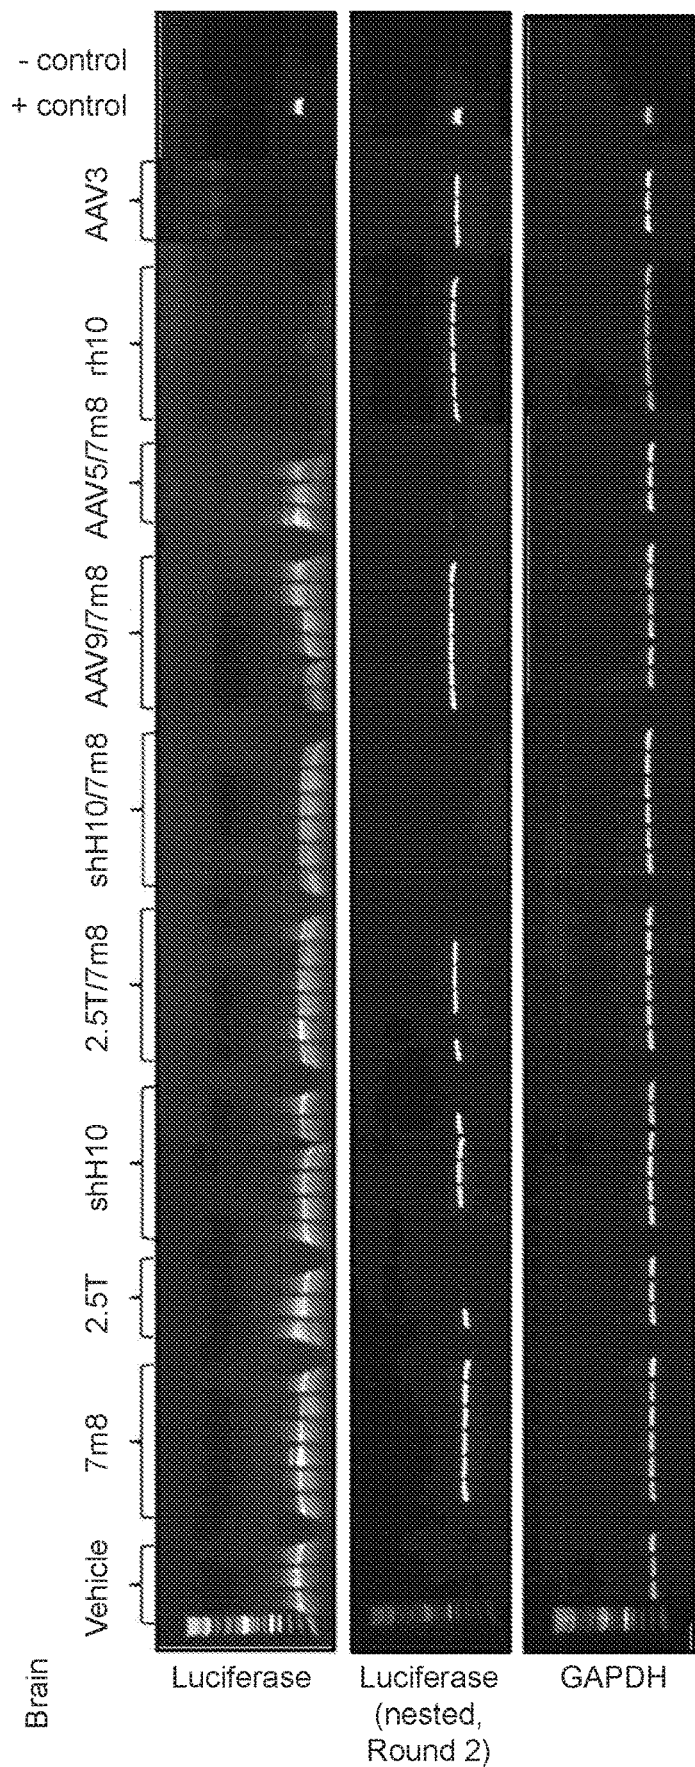 Brain
Vehicle
7m8
2.5T
shH10
2.5T/7m8
shH10/7m8
AAV9/7m8
AAV5/7m8
rh10
AAV3
+ control
- control
Luciferase
Luciferase
(nested,
Round 2)
GAPDH